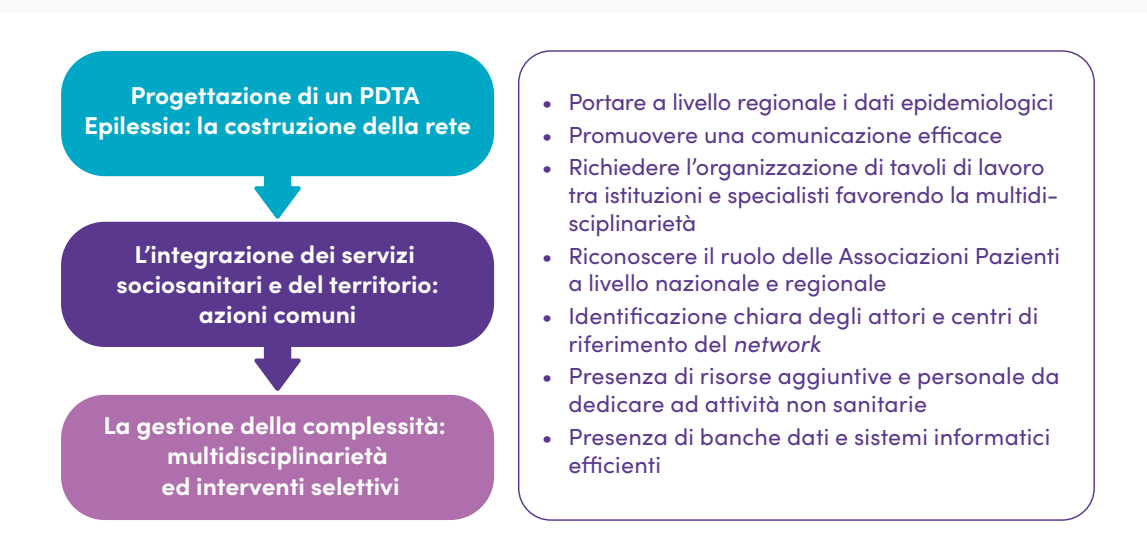 Progettazione di un PDTA
Epilessia: la costruzione della rete
L'integrazione dei servizi
sociosanitari e del territorio:
azioni comuni
La gestione della complessità:
multidisciplinarietà
ed interventi selettivi
• Portare a livello regionale i dati epidemiologici
• Promuovere una comunicazione efficace
• Richiedere l'organizzazione di tavoli di lavoro
tra istituzioni e specialisti favorendo la multidi-
sciplinarietà
• Riconoscere il ruolo delle Associazioni Pazienti
a livello nazionale e regionale
• Identificazione chiara degli attori e centri di
riferimento del network
• Presenza di risorse aggiuntive e personale da
dedicare ad attività non sanitarie
• Presenza di banche dati e sistemi informatici
efficienti